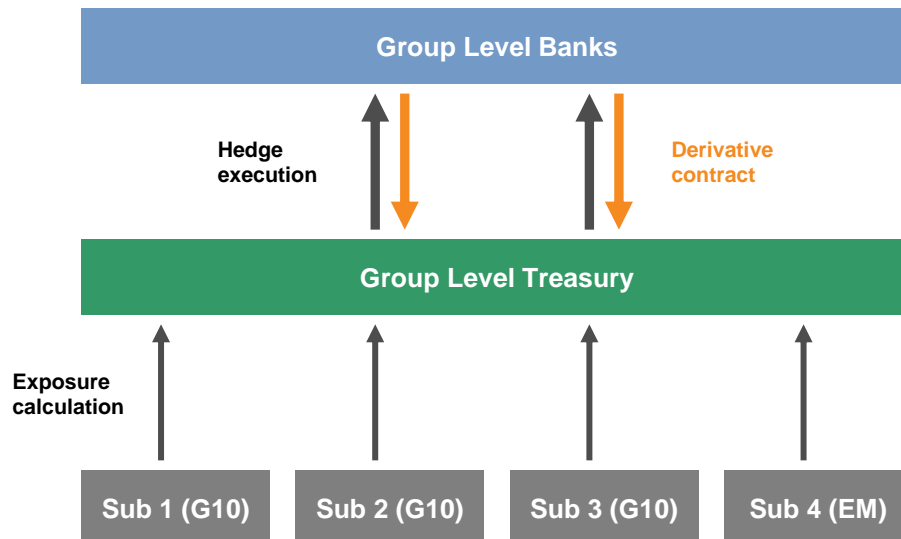 Group Level Banks
Hedge
execution
Derivative
contract
Group Level Treasury
Exposure
calculation
Sub 1 (G10)
Sub 2 (G10)
Sub 3 (G10)
Sub 4 (EM)